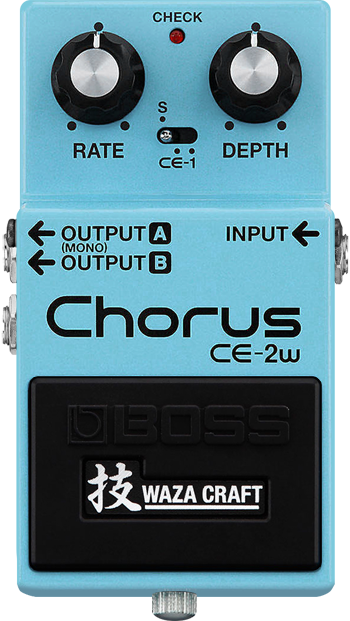 CHECK
S
CE-1
RATE
DEPTH
OUTPUT A
INPUT
(MONO)
OUTPUT B
Chorus
CE-2w
BOSS
技 WAZA CRAFT